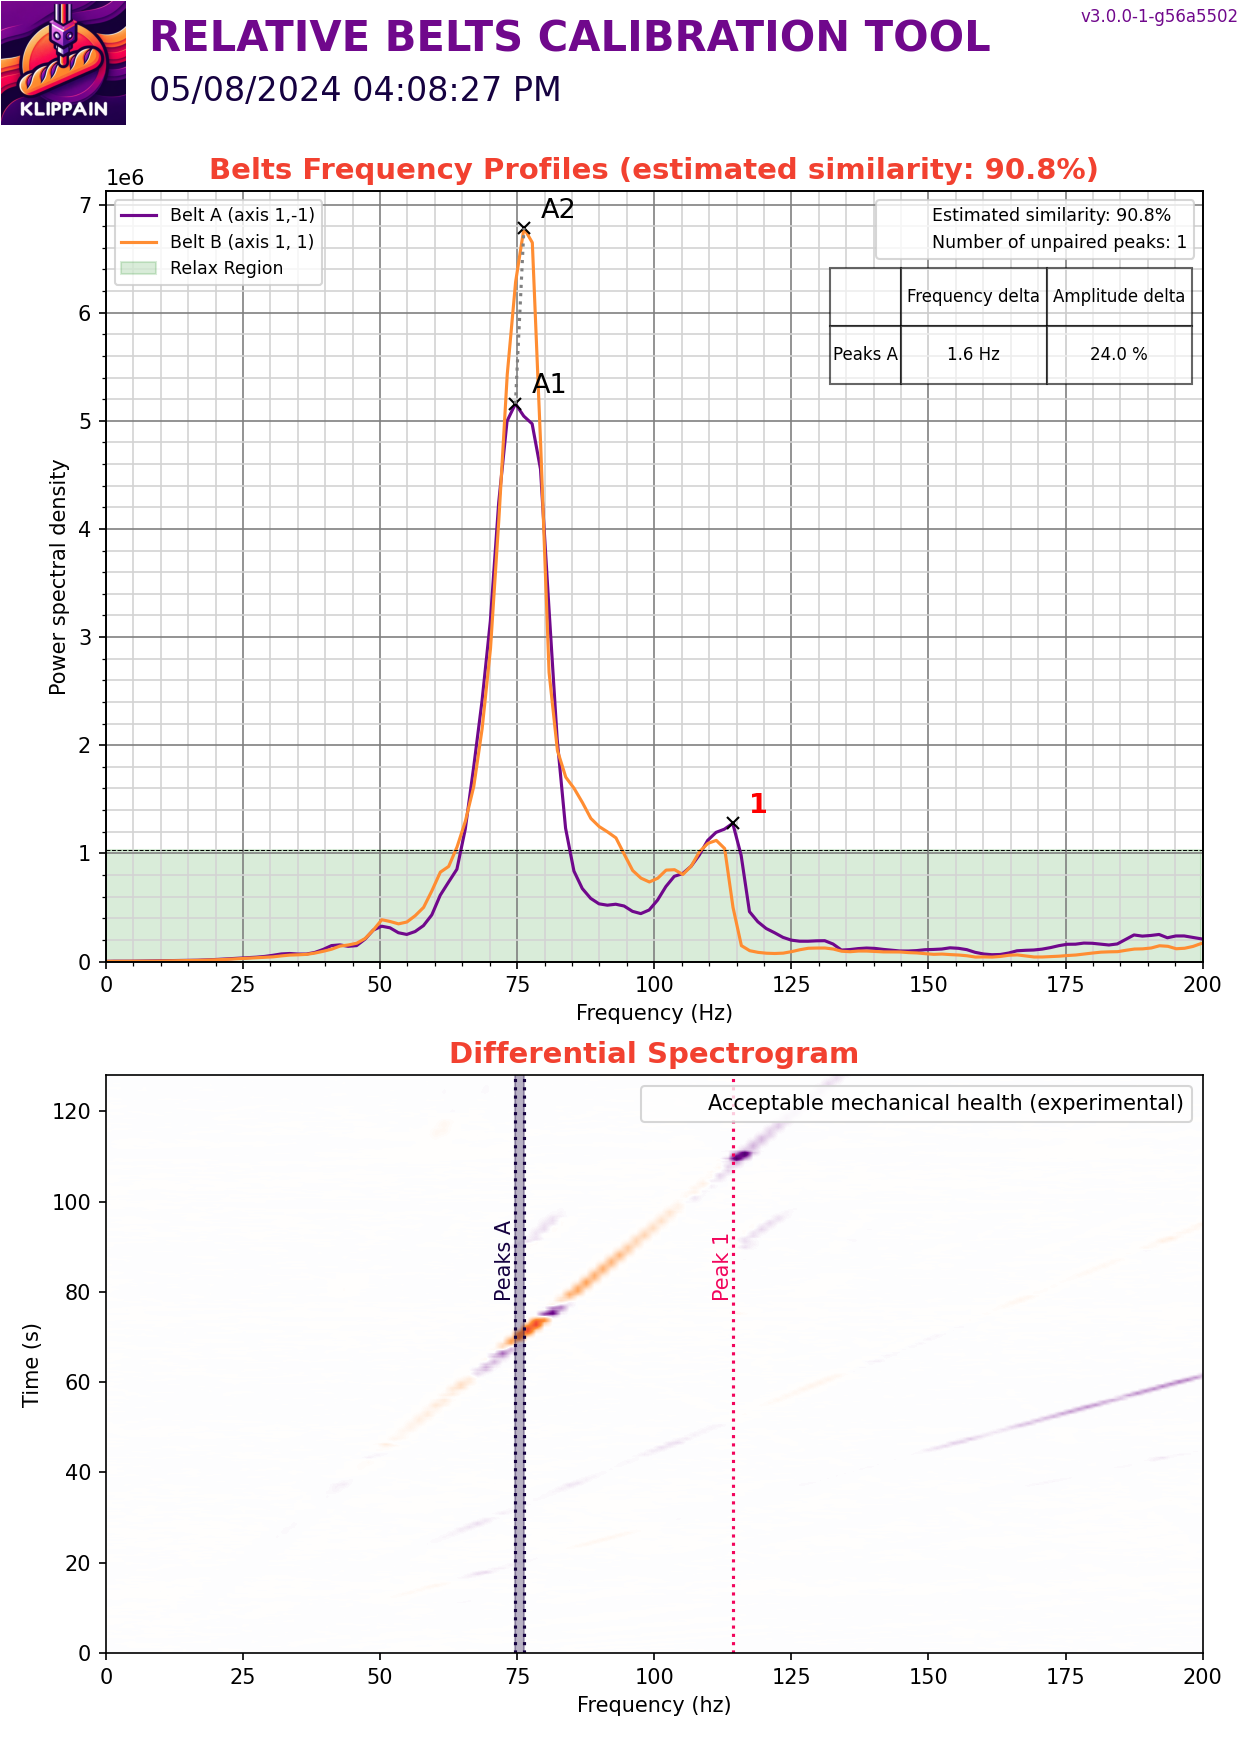 v3.0.0-1-g56a5502
RELATIVE BELTS CALIBRATION TOOL
05/08/2024 04:08:27 PM
KLIPPAIN
Belts Frequency Profiles (estimated similarity: 90.8%)
1e6
Belt A (axis 1,-1)
Belt B (axis 1, 1)
Relax Region
Estimated similarity: 90.8%
Number of unpaired peaks: 1
Frequency delta Amplitude delta
Peaks A 1.6 Hz 24.0 %
A2
A1
1
Power spectral density
7
6
5
4
3
2
1
0
0 25 50 75 100 125 150 175 200
Frequency (Hz)
Differential Spectrogram
Acceptable mechanical health (experimental)
Peaks A
Peak 1
Time (s)
120
100
80
60
40
20
0
0 25 50 75 100 125 150 175 200
Frequency (hz)